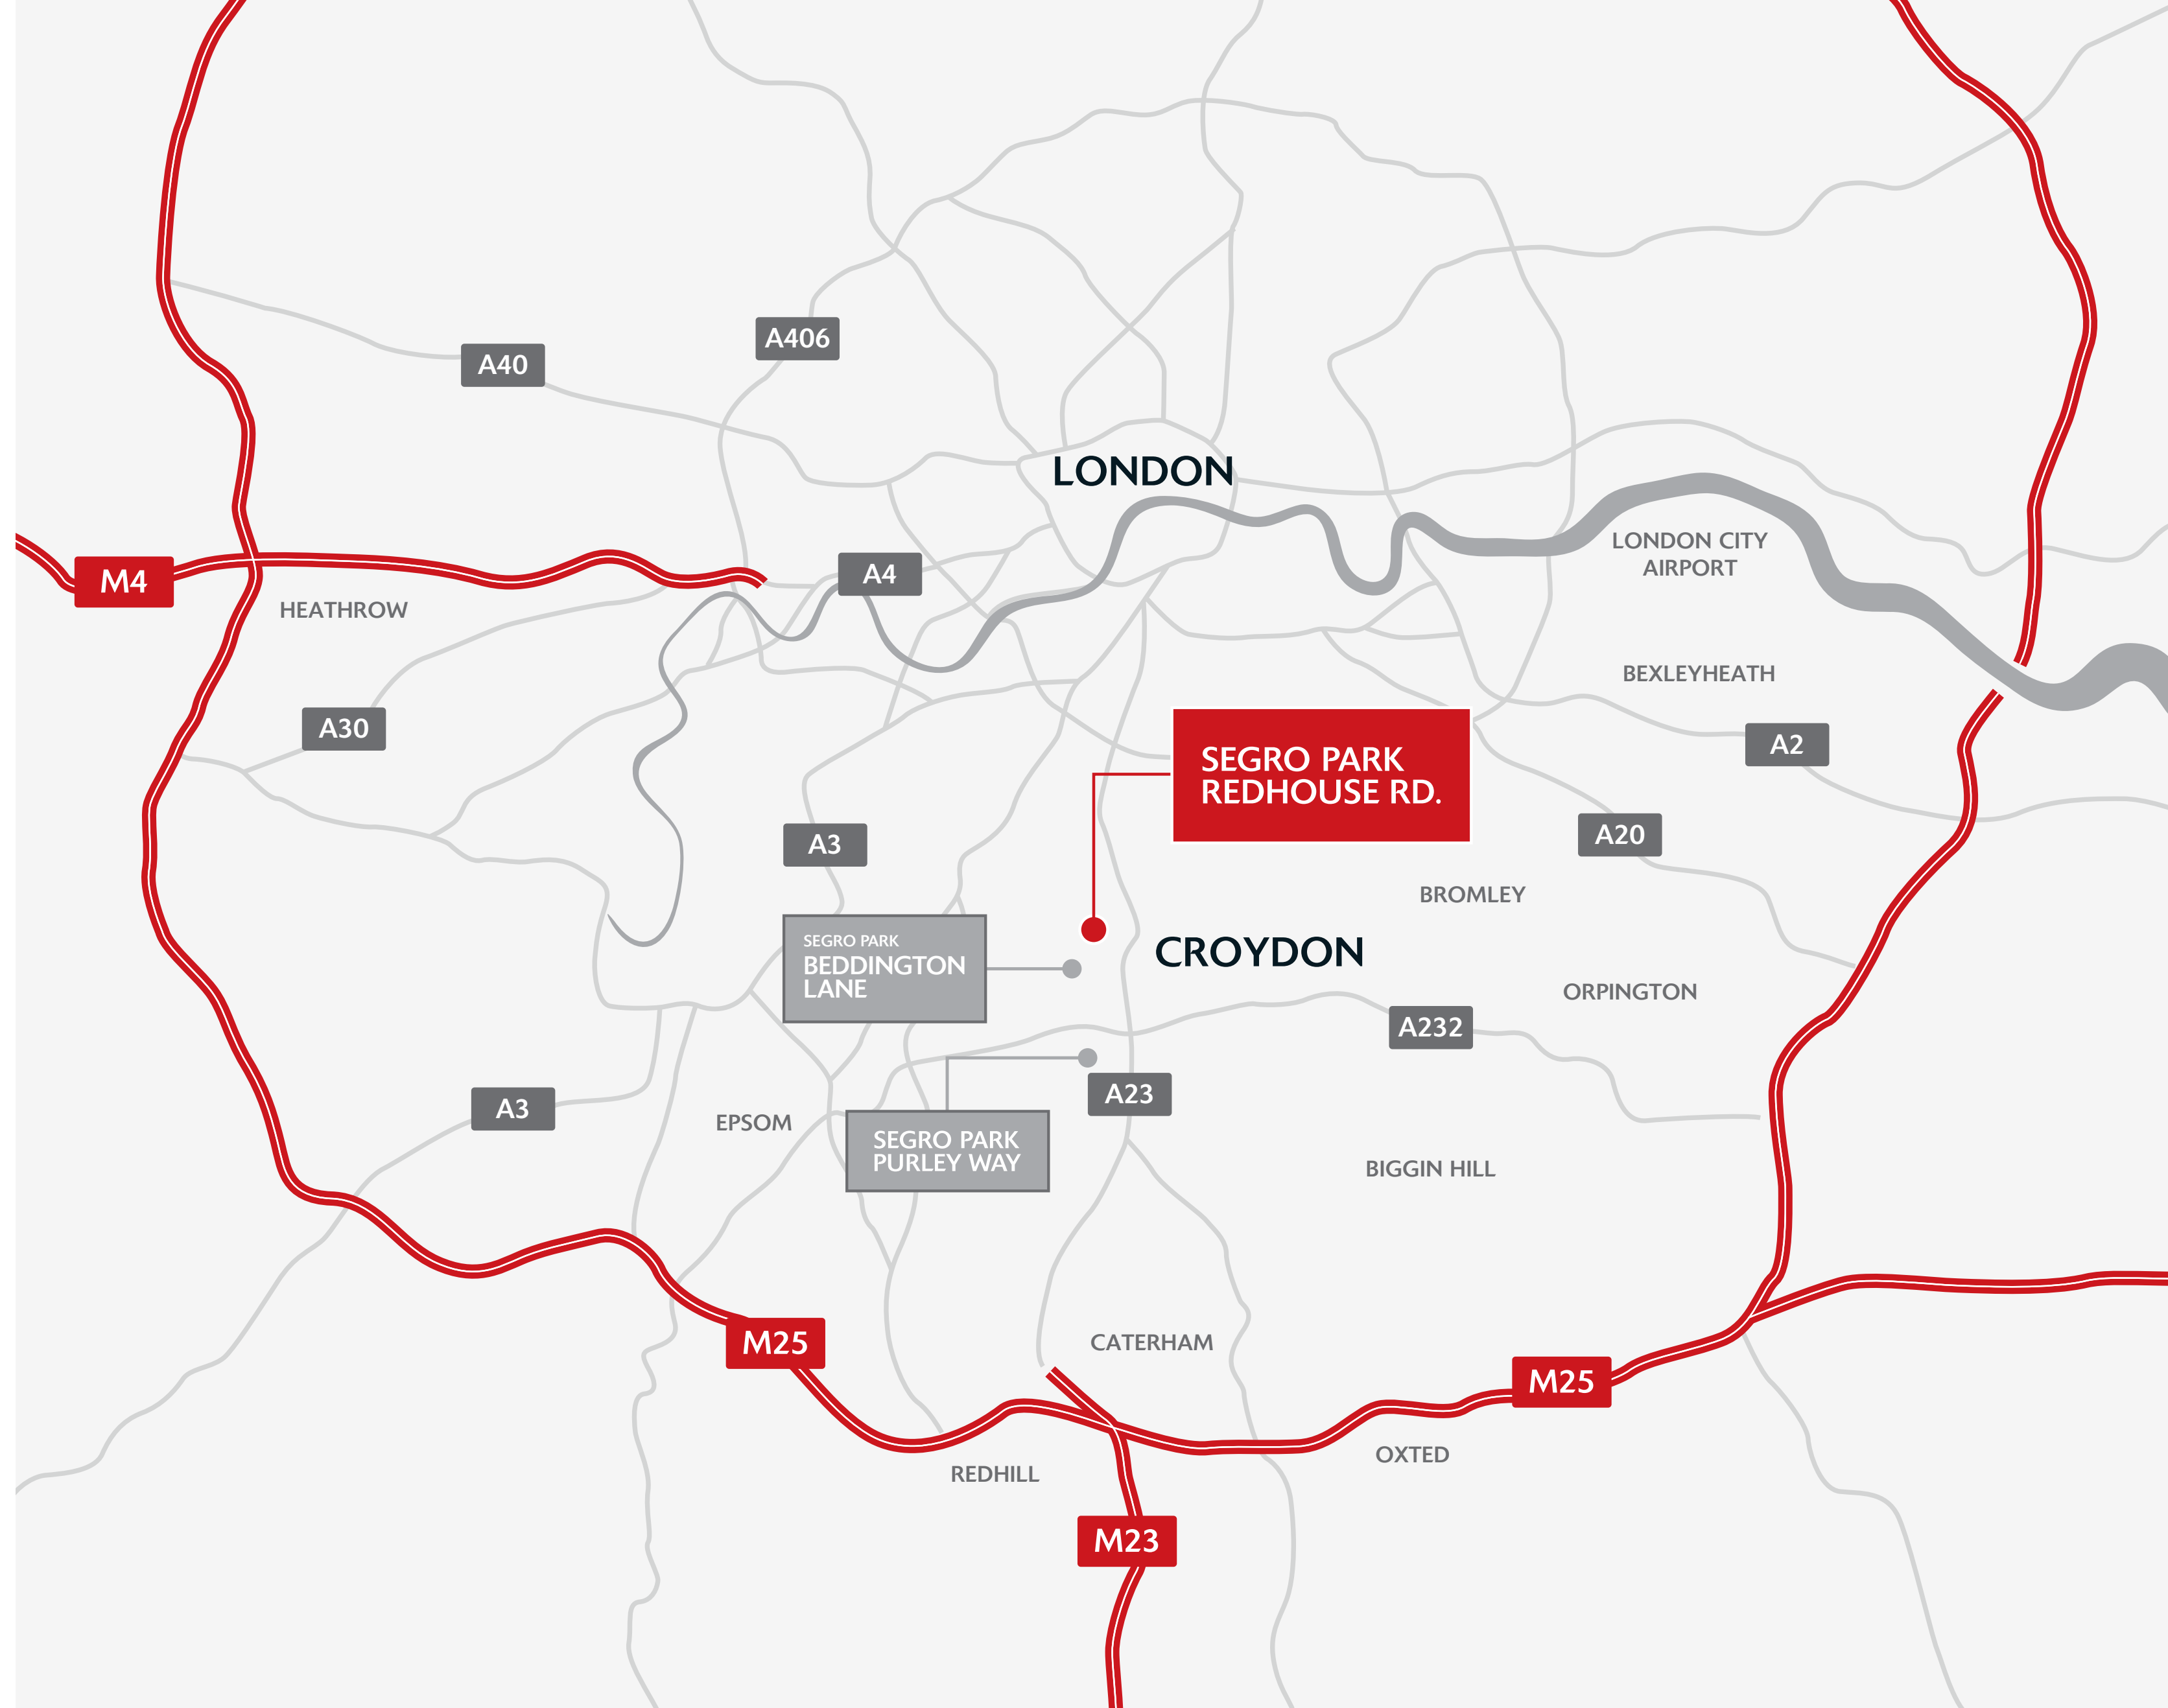 A406
A40
LONDON
LONDON CITY
AIRPORT
A4
M4
HEATHROW
BEXLEYHEATH
A30
A2
SEGRO PARK
REDHOUSE RD.
A20
A3
BROMLEY
SEGRO PARK
BEDDINGTON
LANE
CROYDON
ORPINGTON
A232
A23
A3
EPSOM
SEGRO PARK
PURLEY WAY
BIGGIN HILL
M25
CATERHAM
M25
OXTED
REDHILL
M23